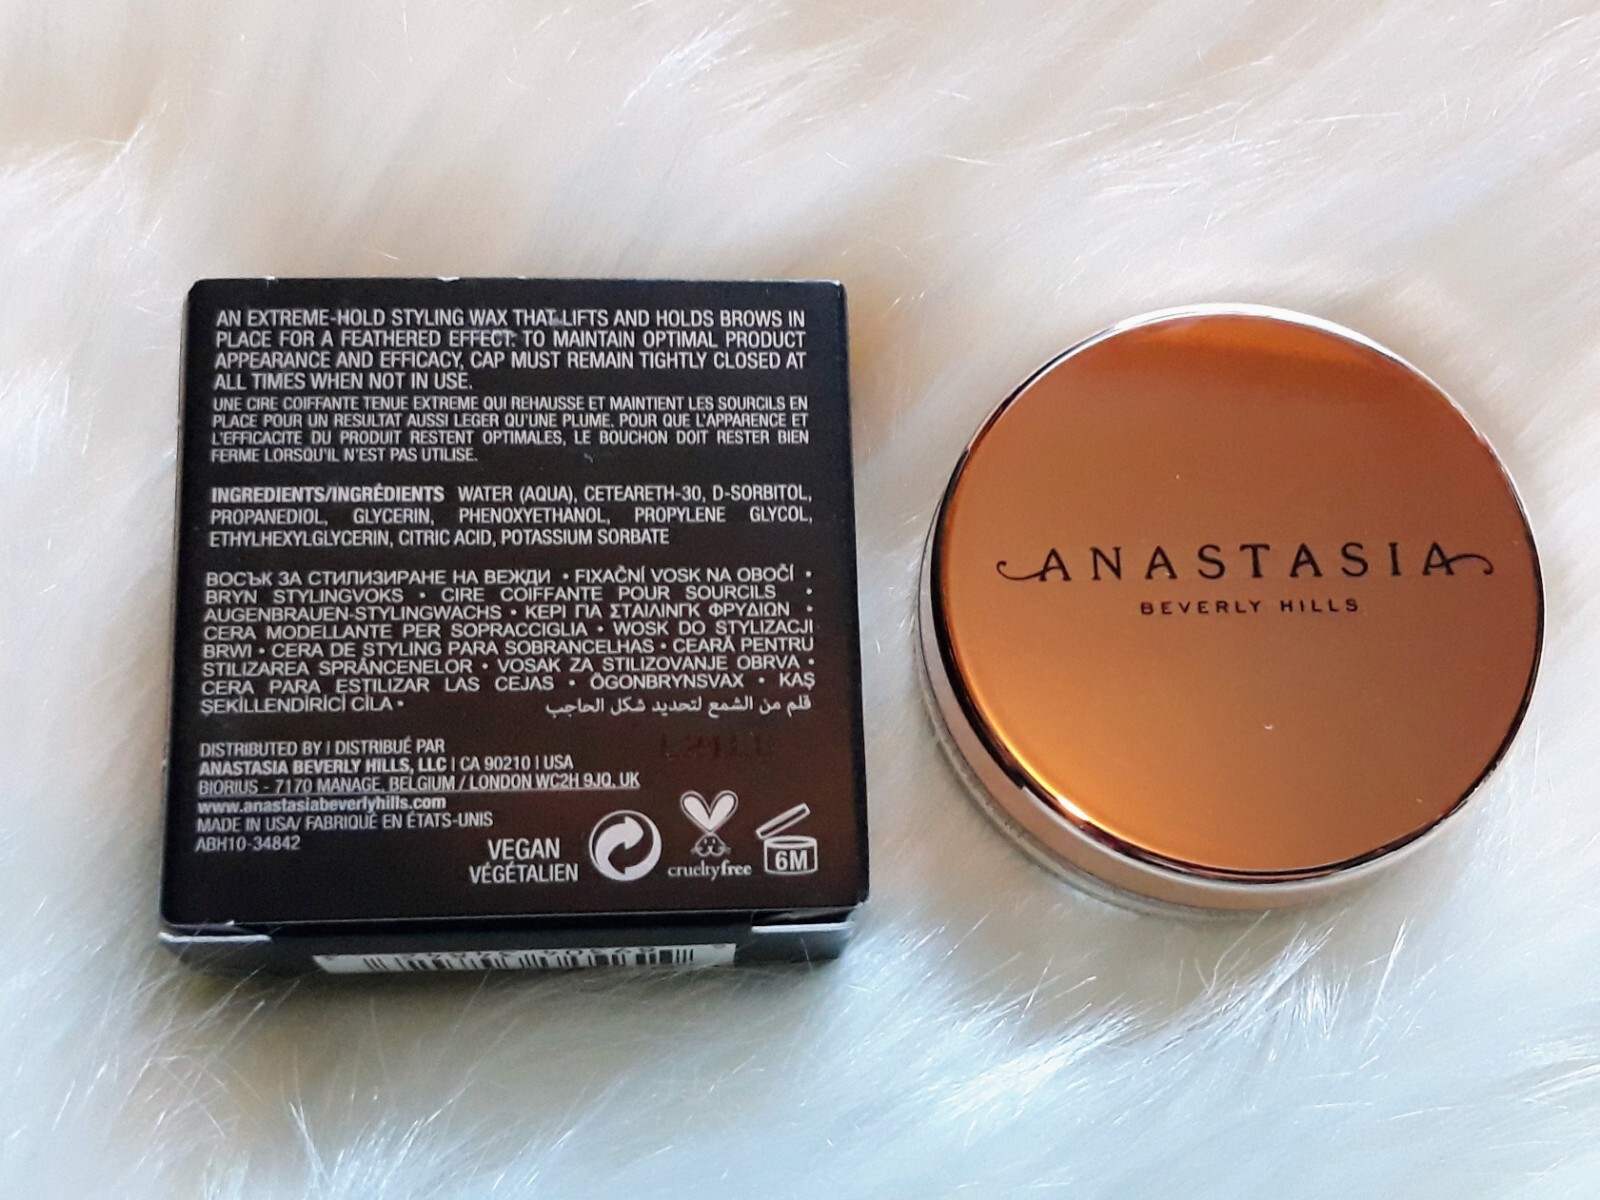 AN EXTREME-HOLD STYLING WAX THAT LIFTS AND HOLDS BROWS IN
PLACE FOR A FEATHERED EFFECT. TO MAINTAIN OPTIMAL PRODUCT
APPEARANCE AND EFFICACY, CAP MUST REMAIN TIGHTLY CLOSED AT
ALL TIMES WHEN NOT IN USE.
UNE CIRE COIFFANTE TENUE EXTREME QUI REHAUSSE ET MAINTIENT LES SOURCILS EN
PLACE POUR UN RESULTAT AUSSI LEGER QU'UNE PLUME. POUR QUE L'APPARENCE ET
L'EFFICACITE DU PRODUIT RESTENT OPTIMALES, LE BOUCHON DOIT RESTER BIEN
FERME LORSQU'IL N'EST PAS UTILISE.
INGREDIENTS/INGRÉDIENTS WATER (AQUA), CETEARETH-30, D-SORBITOL,
PROPANEDIOL, GLYCERIN, PHENOXYETHANOL, PROPYLENE GLYCOL,
ETHYLHEXYLGLYCERIN, CITRIC ACID, POTASSIUM SORBATE
ВОСЪК ЗА СТИЛИЗИРАНЕ НА ВЕЖДИ • FIXAČNÍ VOSK NA OBOČÍ •
BRYN STYLINGVOKS • CIRE COIFFANTE POUR SOURCILS •
AUGENBRAUEN-STYLINGWACHS • ΚΕΡΙ ΓΙΑ ΣΤΑΙΛΙΝΓΚ ΦΡΥΔΙΩΝ •
CERA MODELLANTE PER SOPRACCIGLIA • WOSK DO STYLIZACJI
BRWI • CERA DE STYLING PARA SOBRANCELHAS • CEARĂ PENTRU
STILIZAREA SPRÂNCENELOR • VOSAK ZA STILIZOVANJE OBRVA •
CERA PARA ESTILIZAR LAS CEJAS • ÖGONBRYNSVAX • KAŞ
ŞEKİLLENDİRİCİ CİLA • قلم من الشمع لتحديد شكل الحاجب
DISTRIBUTED BY | DISTRIBUÉ PAR
ANASTASIA BEVERLY HILLS, LLC | CA 90210 | USA
BIORIUS - 7170 MANAGE, BELGIUM / LONDON WC2H 9JQ, UK
www.anastasiabeverlyhills.com
MADE IN USA/ FABRIQUÉ EN ÉTATS-UNIS
ABH10-34842
VEGAN
VÉGÉTALIEN
crueltyfree
6M
ANASTASIA
BEVERLY HILLS